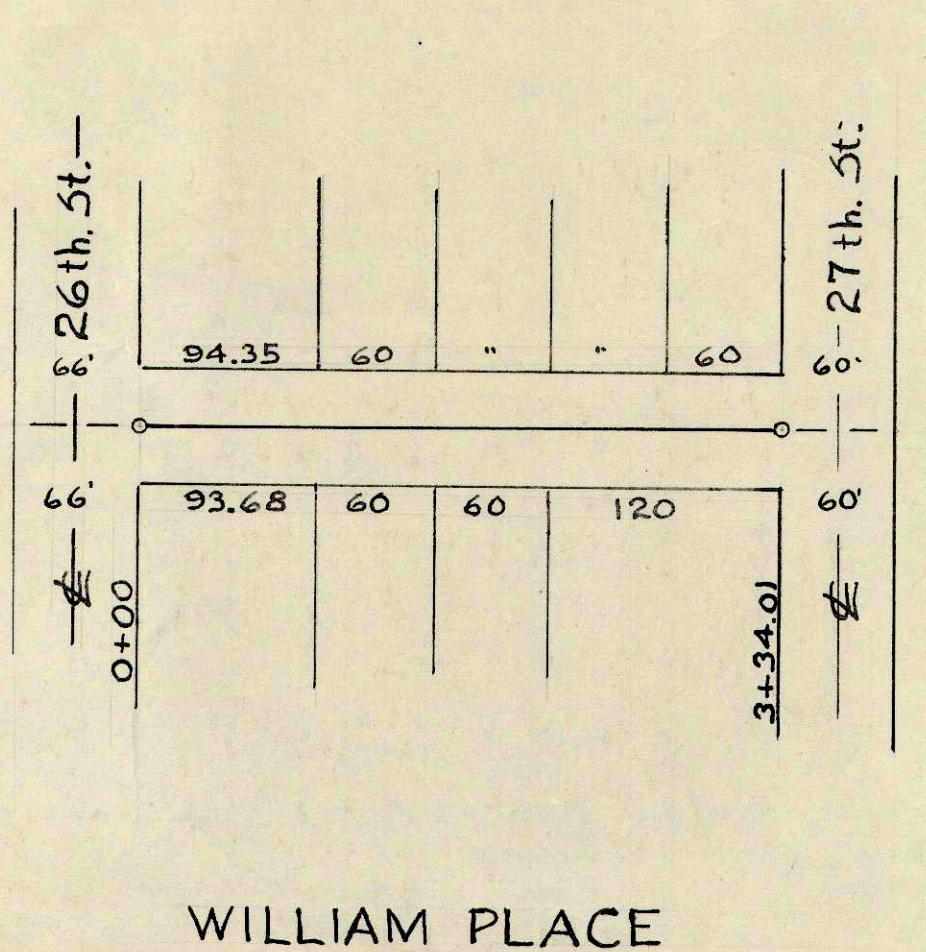 26th. St.
27th. St.
66' 94.35 60 " " 60 60'
66' 93.68 60 60 120 60'
℄ ℄
0+00 3+34.01
WILLIAM PLACE